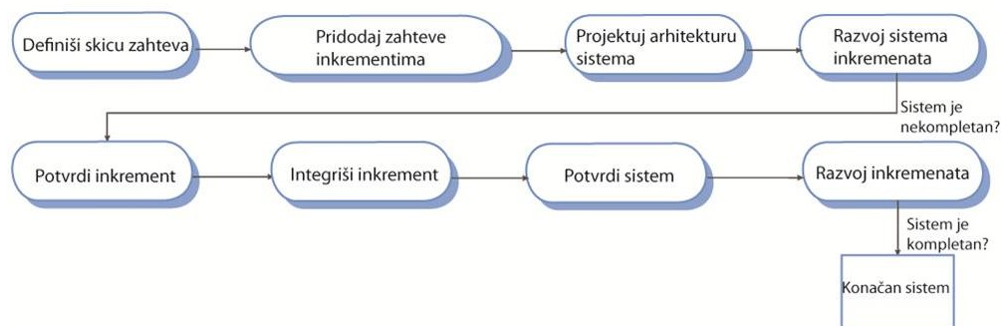 Definiši skicu zahteva
Pridodaj zahteve
inkrementima
Projektuj arhitekturu
sistema
Razvoj sistema
inkremenata
Sistem je
nekompletan?
Potvrdi inkrement
Integriši inkrement
Potvrdi sistem
Razvoj inkremenata
Sistem je
kompletan?
Konačan sistem